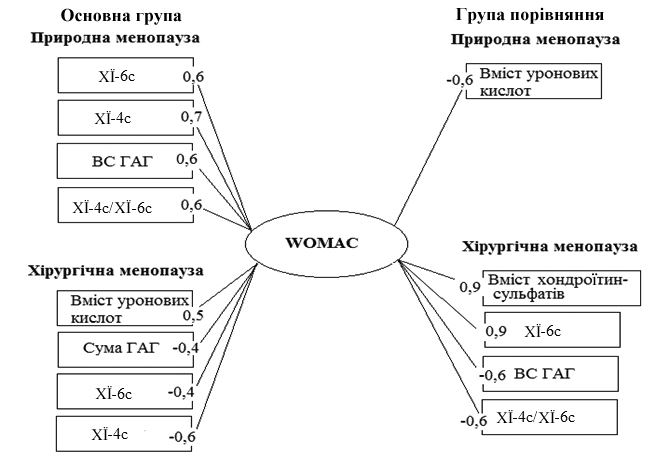 Основна група
Природна менопауза
ХЇ-6с 0,6
ХЇ-4с 0,7
ВС ГАГ 0,6
ХЇ-4с/ХЇ-6с 0,6
Хірургічна менопауза
Вміст уронових
кислот 0,5
Сума ГАГ -0,4
ХЇ-6с -0,4
ХЇ-4с -0,6
WOMAC
Група порівняння
Природна менопауза
-0,6 Вміст уронових
кислот
Хірургічна менопауза
0,9 Вміст хондроїтин-
сульфатів
0,9 ХЇ-6с
-0,6 ВС ГАГ
-0,6 ХЇ-4с/ХЇ-6с